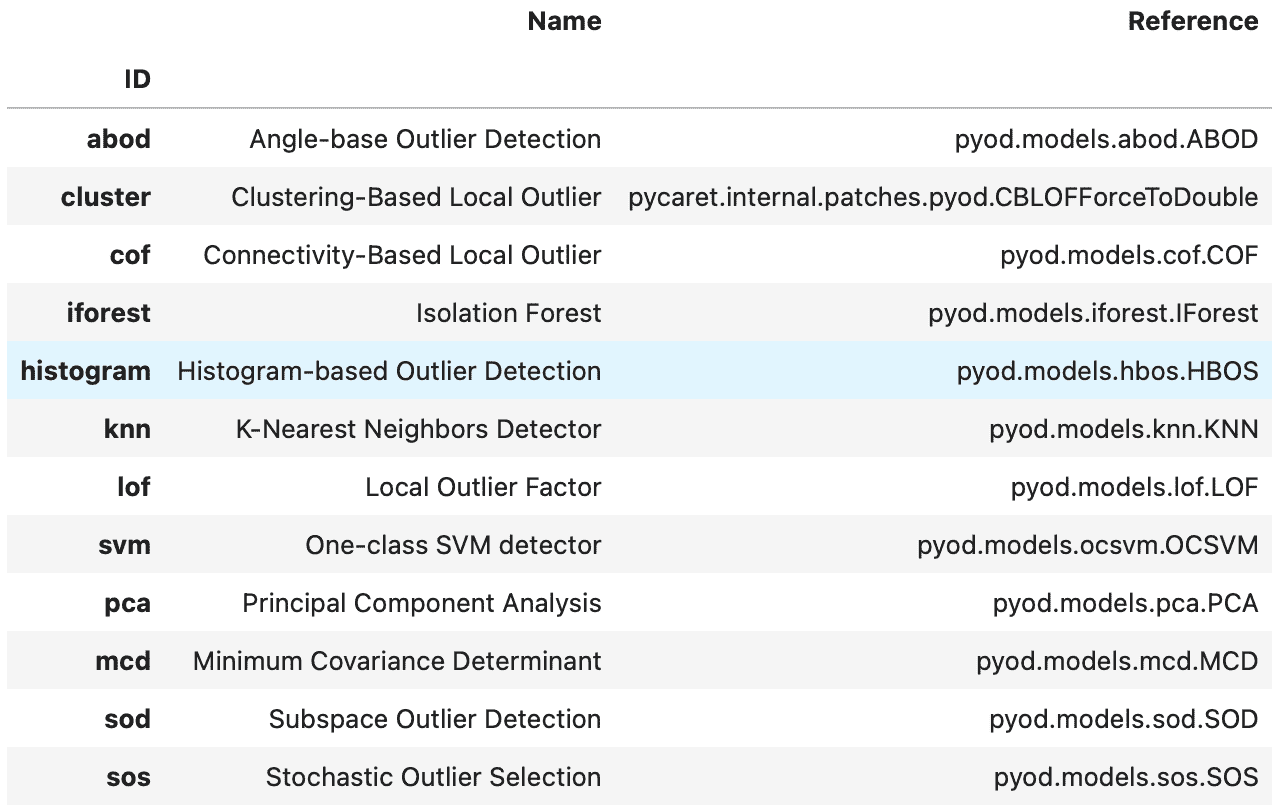 Name Reference
ID
abod Angle-base Outlier Detection pyod.models.abod.ABOD
cluster Clustering-Based Local Outlier pycaret.internal.patches.pyod.CBLOFForceToDouble
cof Connectivity-Based Local Outlier pyod.models.cof.COF
iforest Isolation Forest pyod.models.iforest.IForest
histogram Histogram-based Outlier Detection pyod.models.hbos.HBOS
knn K-Nearest Neighbors Detector pyod.models.knn.KNN
lof Local Outlier Factor pyod.models.lof.LOF
svm One-class SVM detector pyod.models.ocsvm.OCSVM
pca Principal Component Analysis pyod.models.pca.PCA
mcd Minimum Covariance Determinant pyod.models.mcd.MCD
sod Subspace Outlier Detection pyod.models.sod.SOD
sos Stochastic Outlier Selection pyod.models.sos.SOS